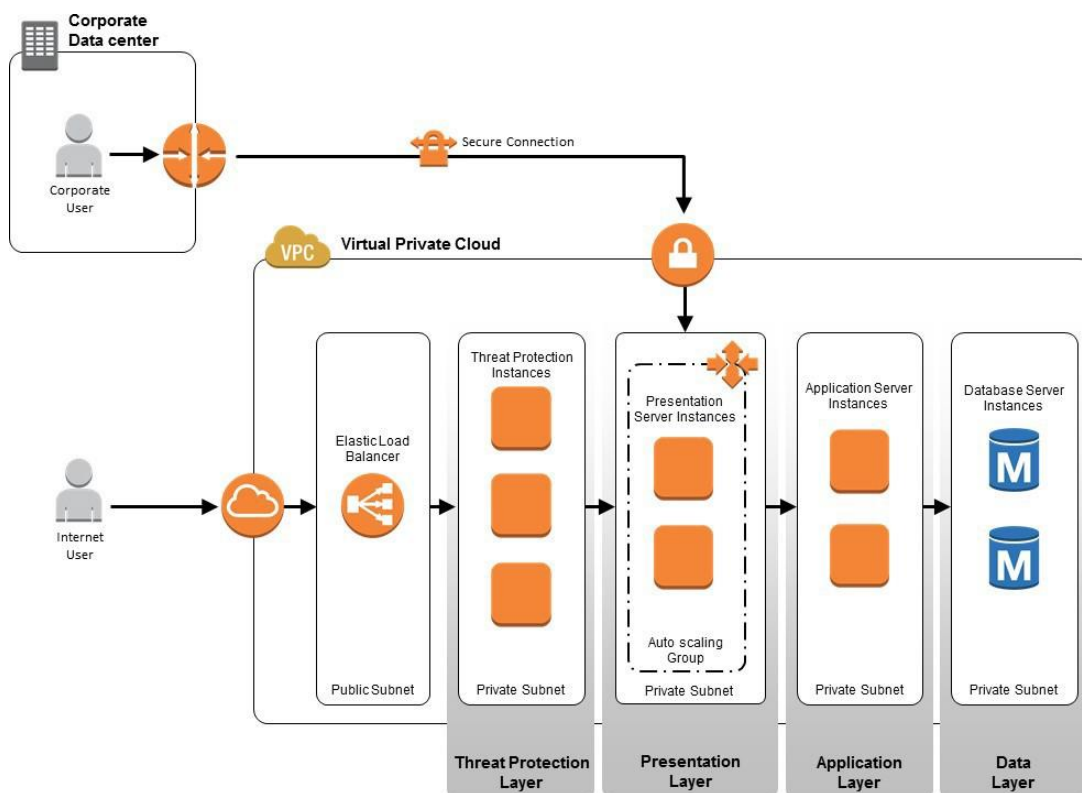 Corporate
Data center
Corporate
User
Secure Connection
VPC
Virtual Private Cloud
Internet
User
Elastic Load
Balancer
Public Subnet
Threat Protection
Instances
Private Subnet
Presentation
Server Instances
Auto scaling
Group
Private Subnet
Application Server
Instances
Private Subnet
Database Server
Instances
M
M
Private Subnet
Threat Protection
Layer
Presentation
Layer
Application
Layer
Data
Layer